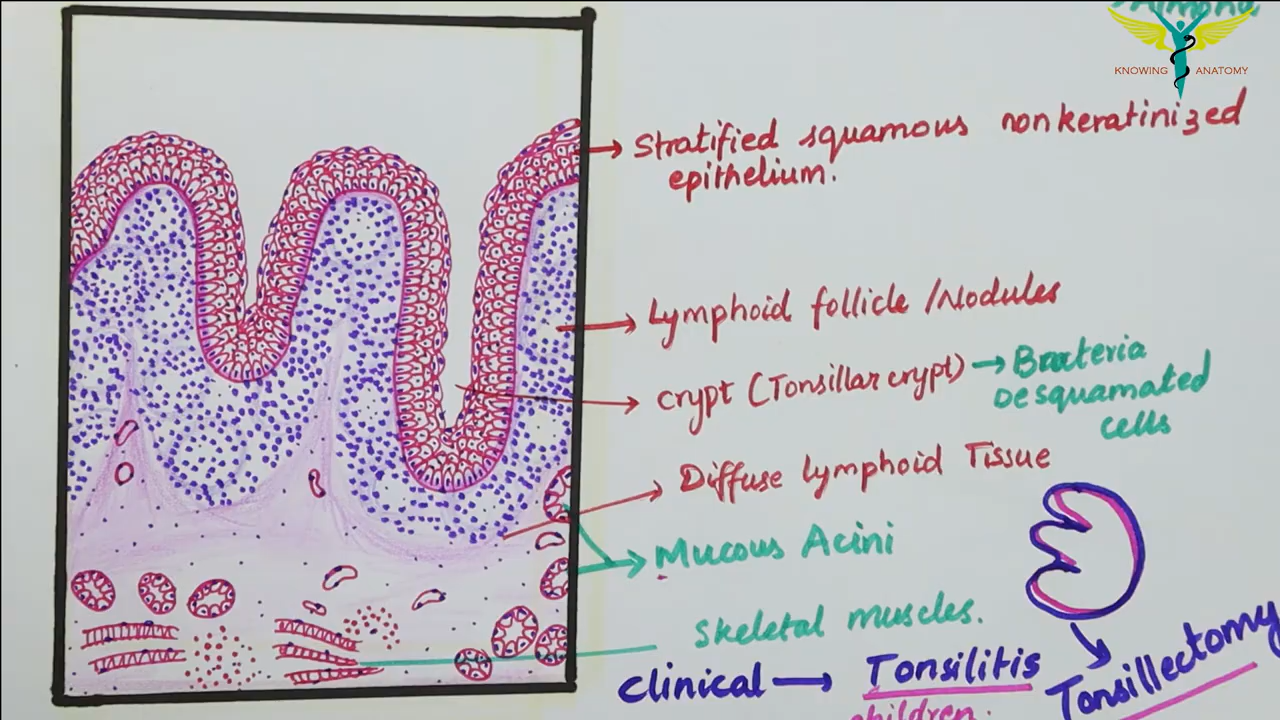 KNOWING ANATOMY
Stratified squamous nonkeratinized
epithelium.
Lymphoid follicle /Nodules
Crypt (Tonsillar crypt) → Bacteria
Desquamated
cells
Diffuse lymphoid Tissue
Mucous Acini
Skeletal muscles.
Clinical → Tonsilitis
children.
Tonsillectomy